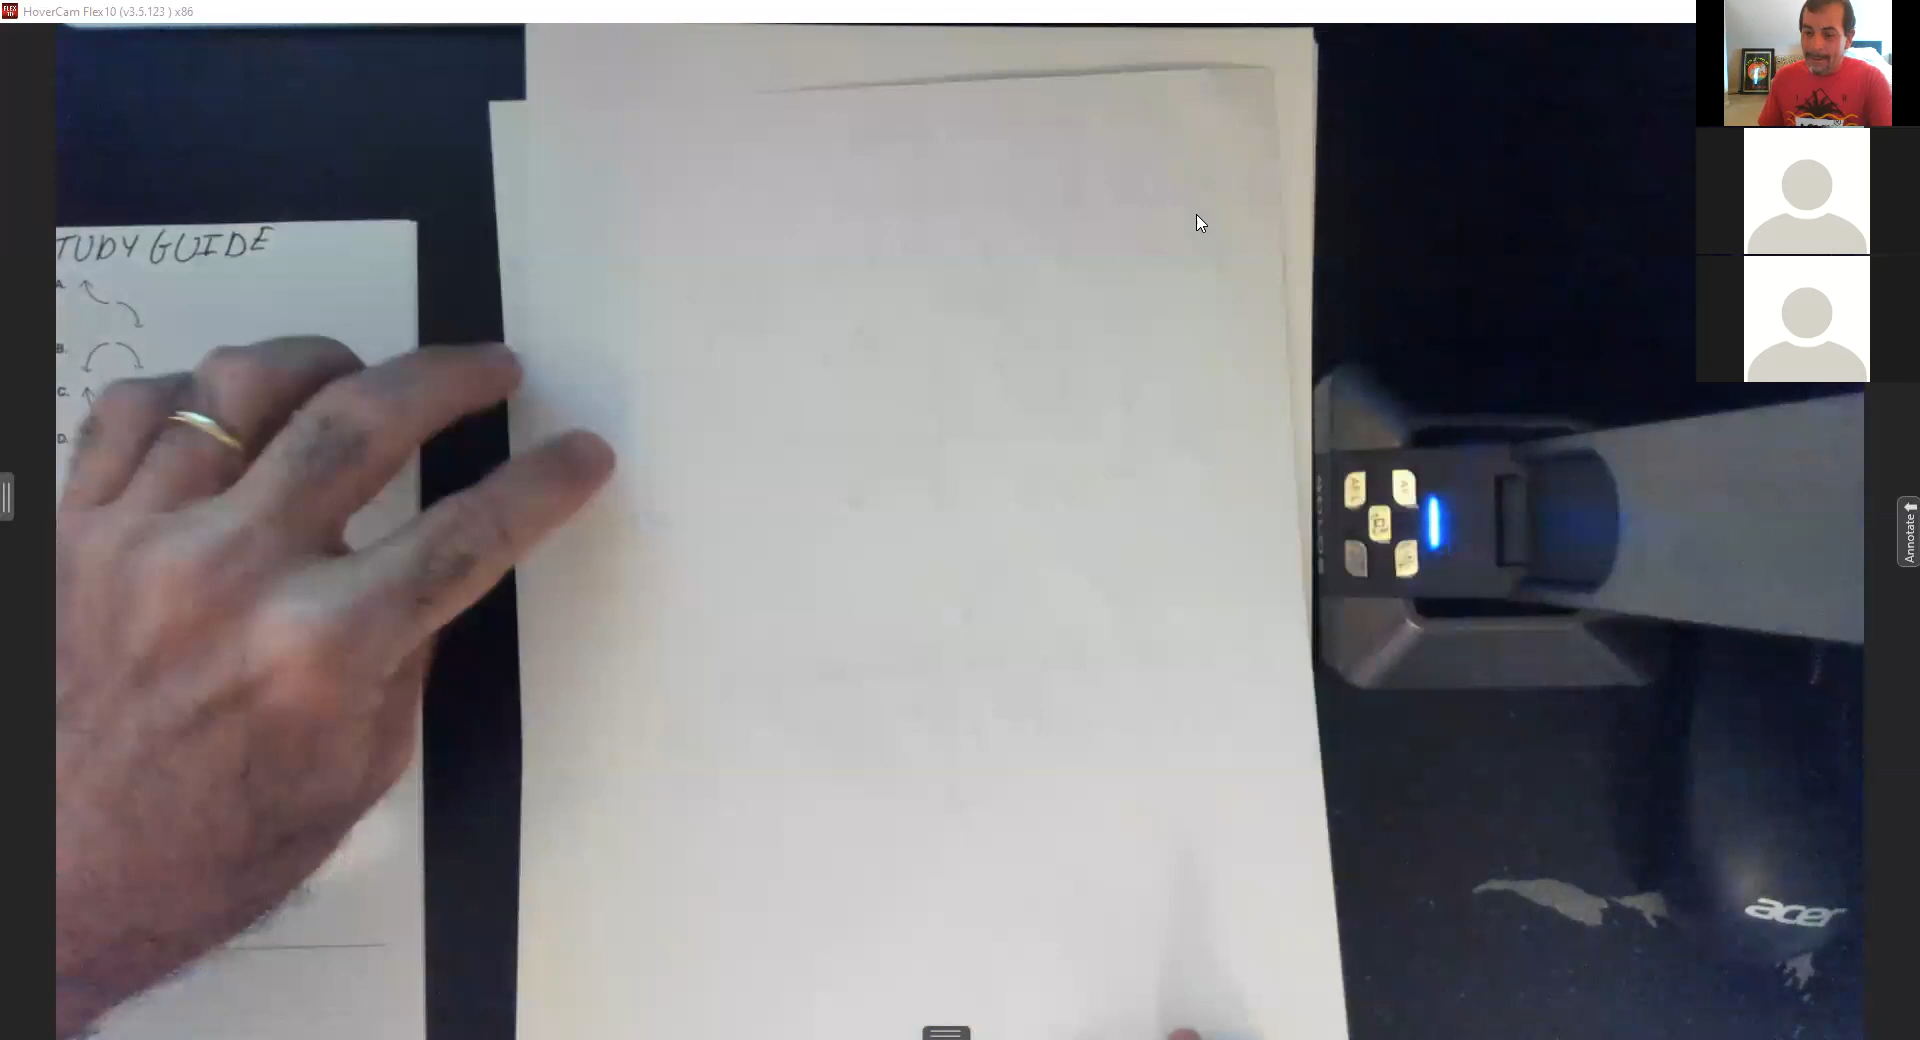 HoverCam Flex10 (v3.5.123 ) x86
TUDY GUIDE
A.
B.
C.
D.
Annotate
acer